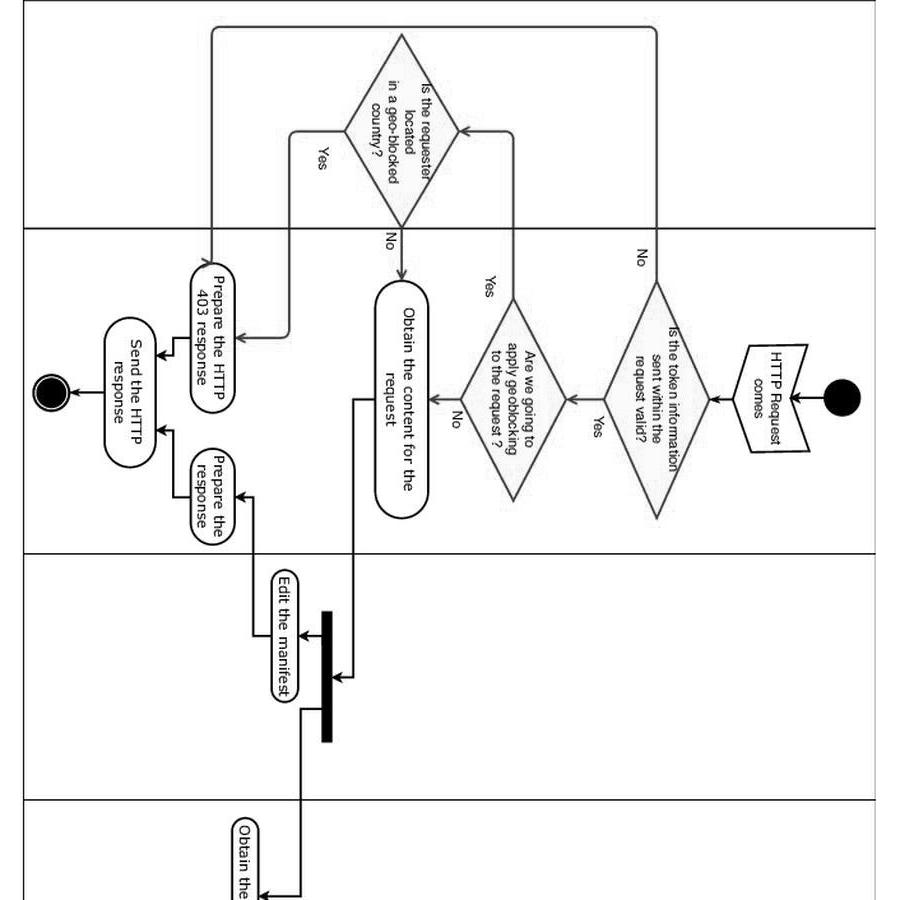 HTTP Request
comes
Is the token information
sent within the
request valid?
No
Yes
Are we going to
apply geoblocking
to the request ?
Yes
No
Is the requester
located
in a geo-blocked
country?
No
Yes
Obtain the content for the
request
Edit the manifest
Obtain the
Prepare the HTTP
403 response
Prepare the
response
Send the HTTP
response